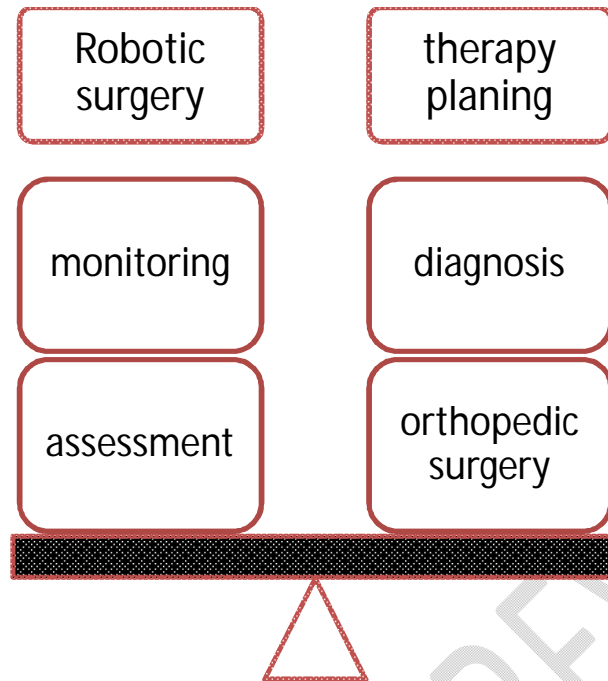 Robotic
surgery
therapy
planing
monitoring
diagnosis
assessment
orthopedic
surgery